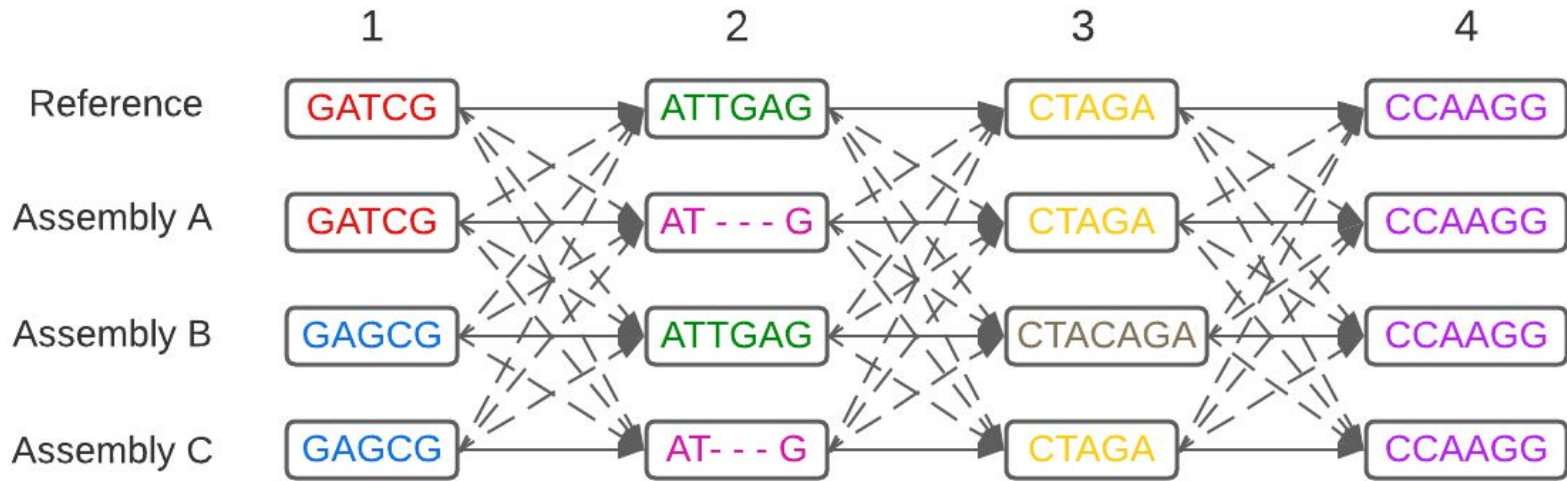 1 2 3 4
Reference GATCG ATTGAG CTAGA CCAAGG
Assembly A GATCG AT - - - G CTAGA CCAAGG
Assembly B GAGCG ATTGAG CTACAGA CCAAGG
Assembly C GAGCG AT- - - G CTAGA CCAAGG